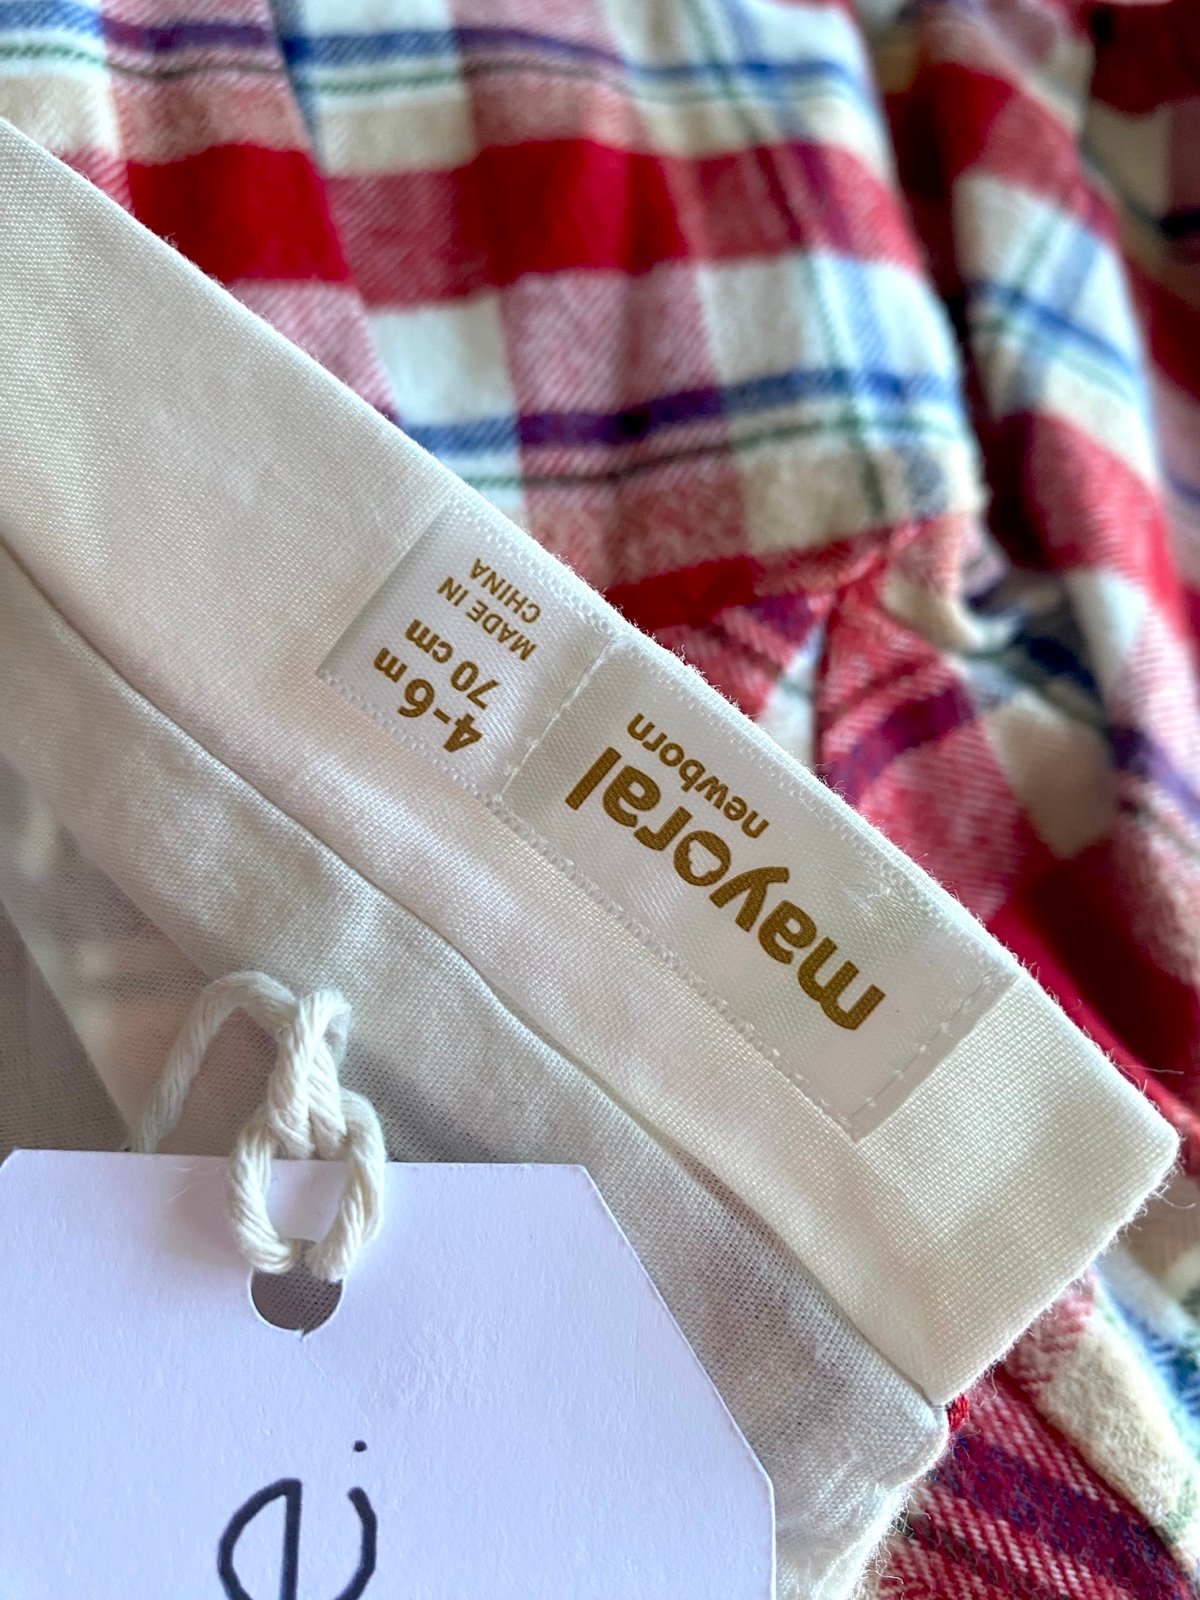 mayoral
newborn
4-6 m
70 cm
MADE IN
CHINA